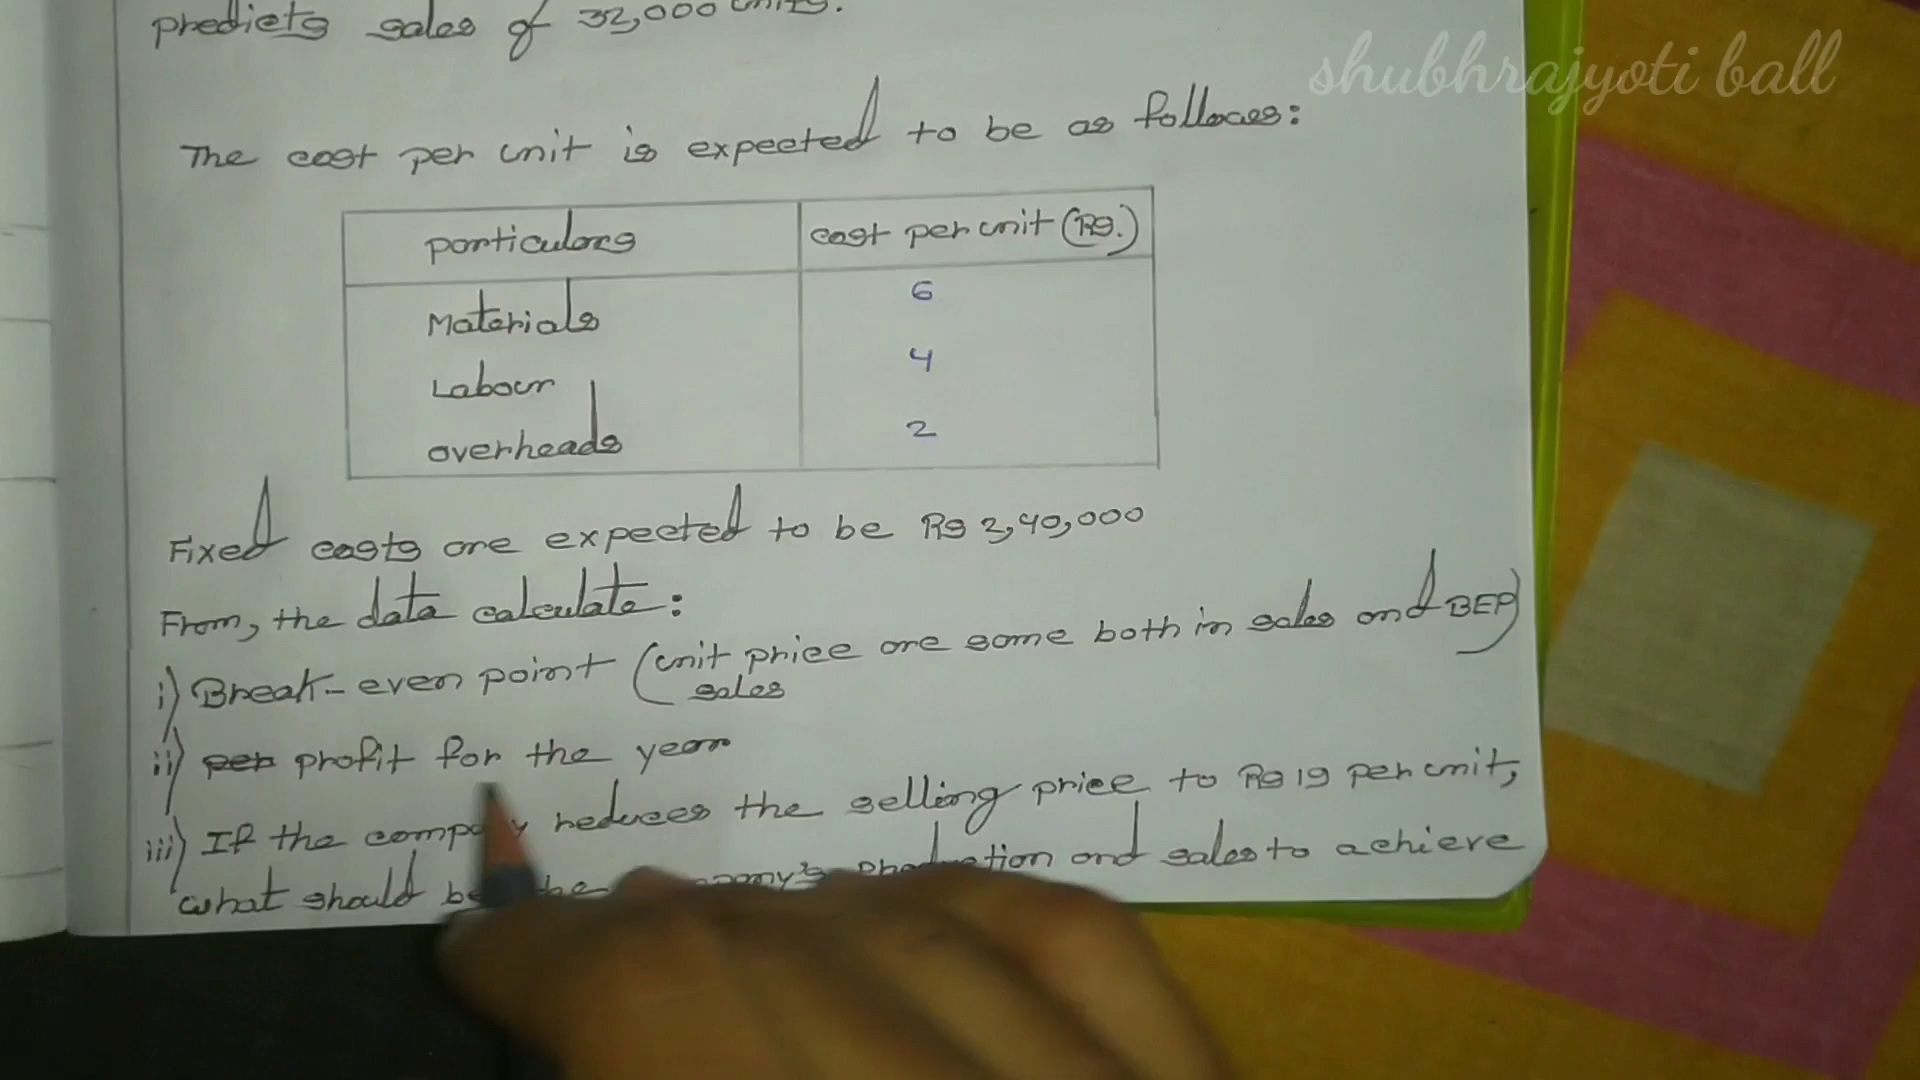 predicts sales of 32,000 units.
shubhrajyoti ball
The cost per unit is expected to be as follows:
particulars cost per unit (Rs.)
Materials 6
Labour 4
overheads 2
Fixed costs are expected to be Rs 2,40,000
From, the data calculate:
i) Break-even point (unit price are same both in sales and BEP)
sales
ii) per profit for the year
iii) If the company reduces the selling price to Rs 19 per unit,
what should be the company's production and sales to achieve